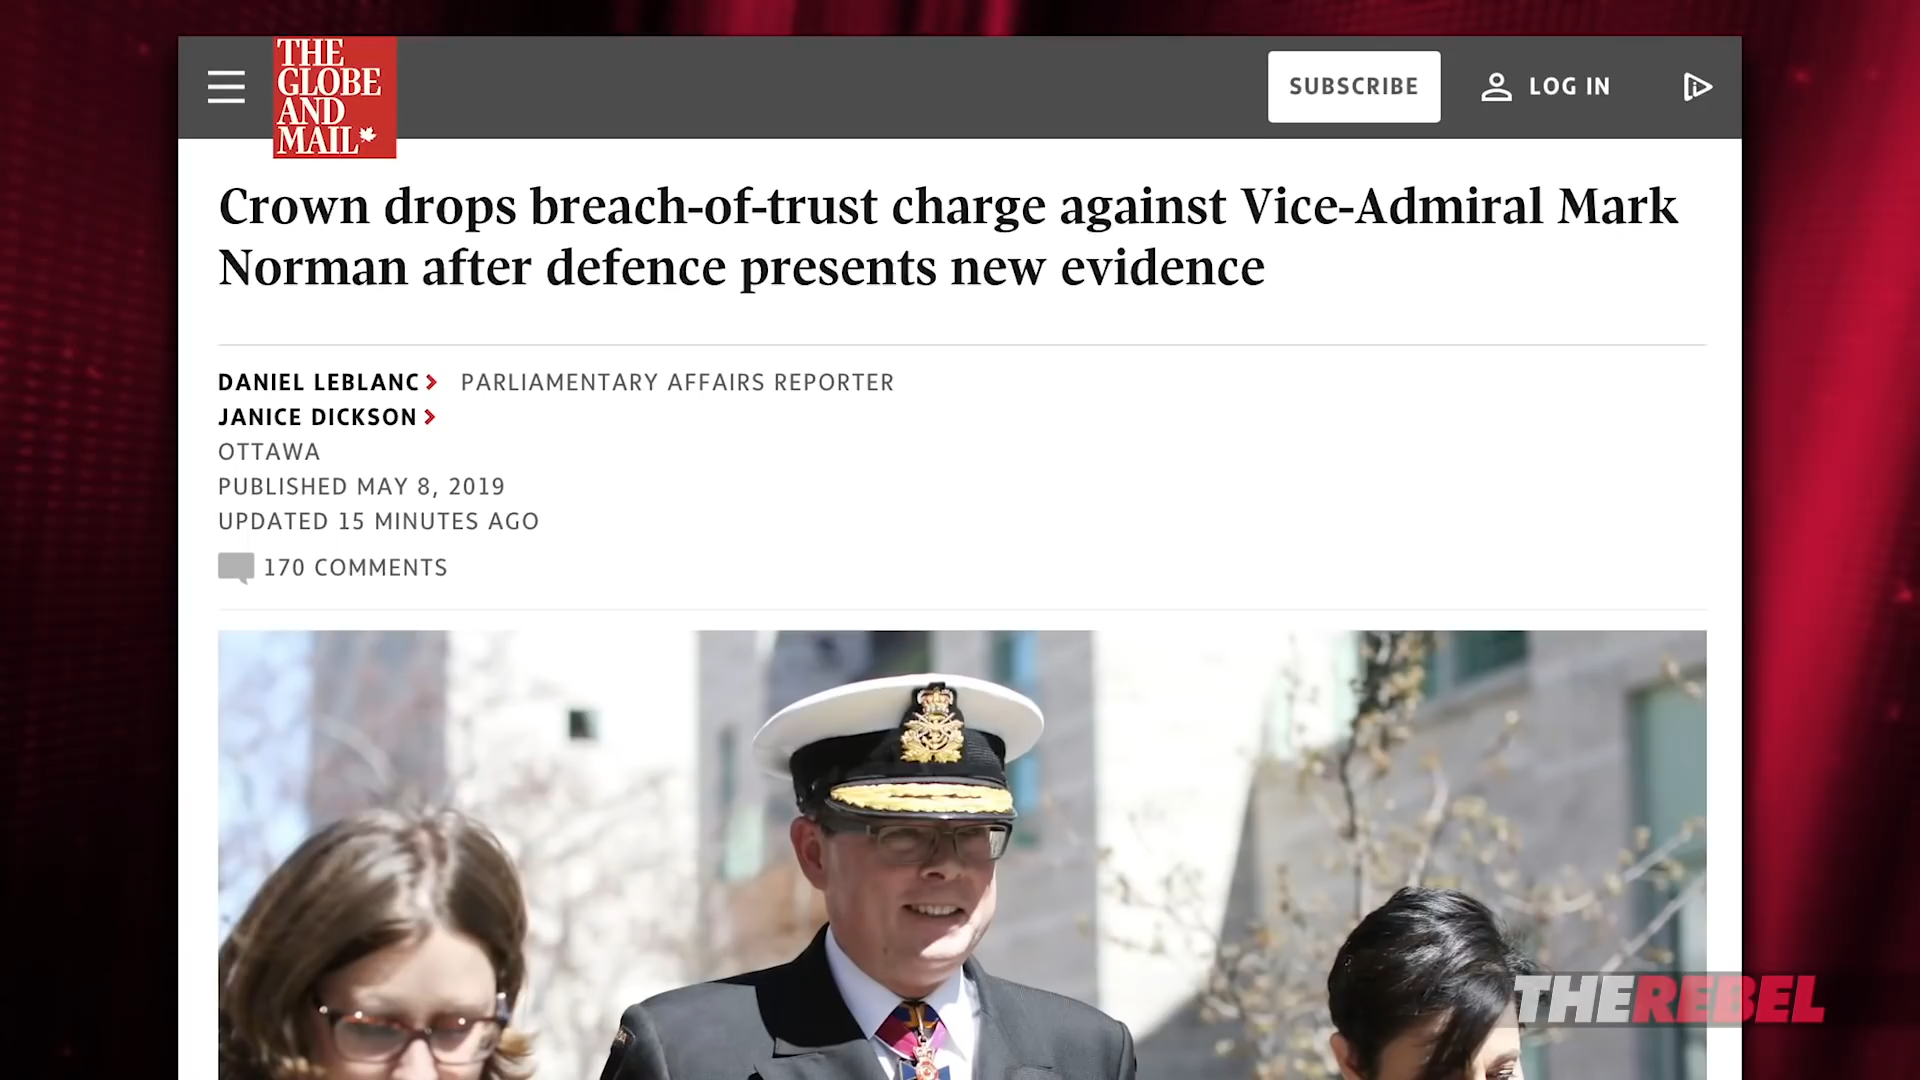 THE
GLOBE
AND
MAIL
SUBSCRIBE
LOG IN
Crown drops breach-of-trust charge against Vice-Admiral Mark
Norman after defence presents new evidence
DANIEL LEBLANC PARLIAMENTARY AFFAIRS REPORTER
JANICE DICKSON
OTTAWA
PUBLISHED MAY 8, 2019
UPDATED 15 MINUTES AGO
170 COMMENTS
THEREBEL